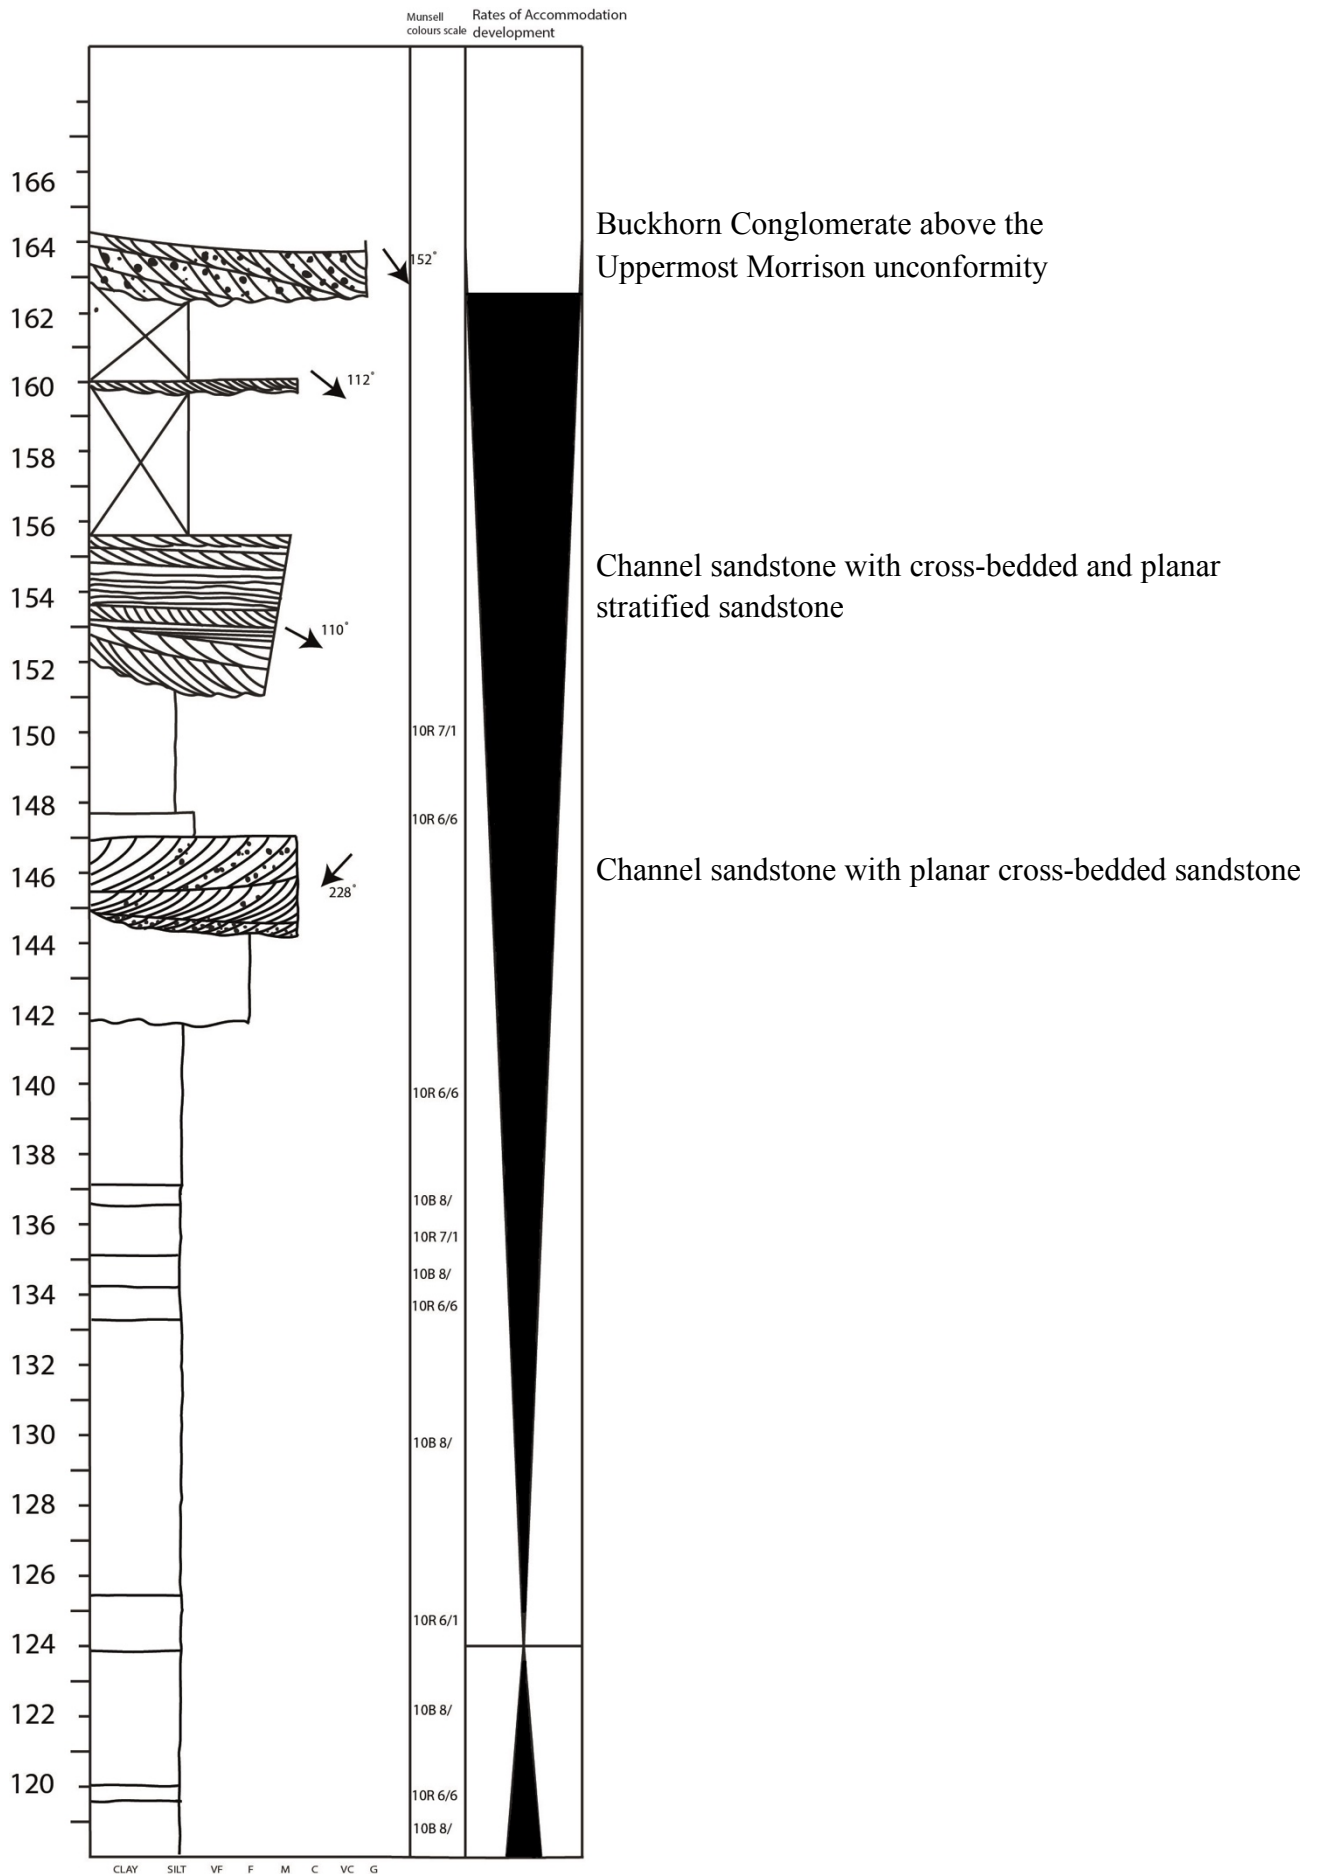 Munsell
colours scale
Rates of Accommodation
development
166
Buckhorn Conglomerate above the
Uppermost Morrison unconformity
164
152°
162
160
112°
158
156
Channel sandstone with cross-bedded and planar
stratified sandstone
154
110°
152
150
10R 7/1
148
10R 6/6
146
Channel sandstone with planar cross-bedded sandstone
228°
144
142
140
10R 6/6
138
10B 8/
136
10R 7/1
10B 8/
134
10R 6/6
132
130
10B 8/
128
126
10R 6/1
124
122
10B 8/
120
10R 6/6
10B 8/
CLAY SILT VF F M C VC G